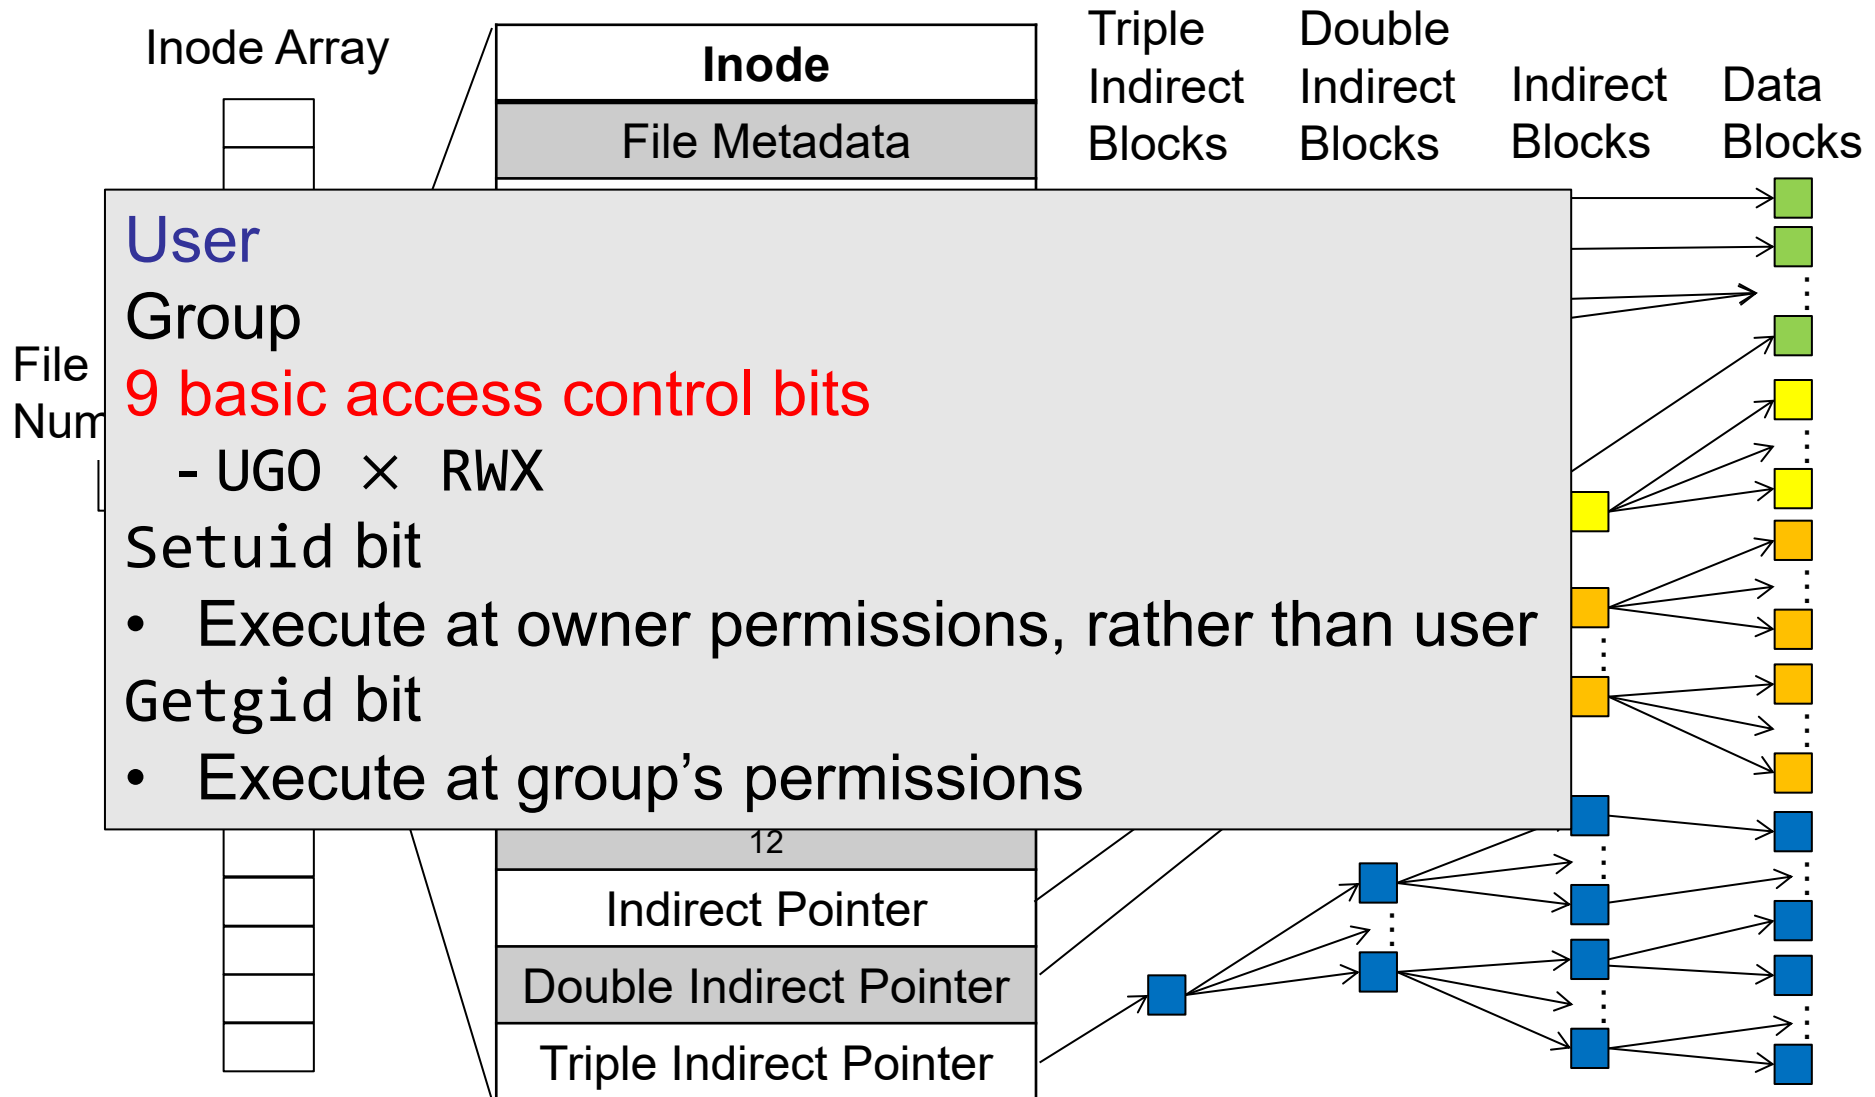 Inode Array
Inode
File Metadata
Triple
Indirect
Blocks
Double
Indirect
Blocks
Indirect
Blocks
Data
Blocks
File
Num
User
Group
9 basic access control bits
- UGO × RWX
Setuid bit
• Execute at owner permissions, rather than user
Getgid bit
• Execute at group’s permissions
12
Indirect Pointer
Double Indirect Pointer
Triple Indirect Pointer